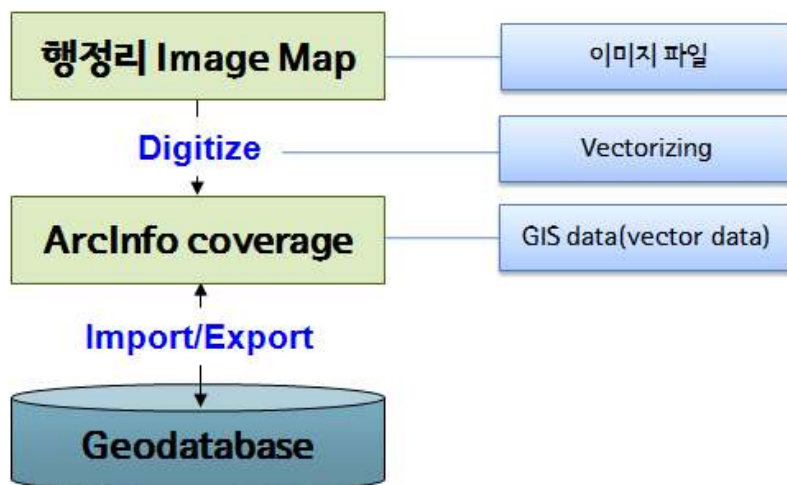 행정리 Image Map
이미지 파일
Digitize
Vectorizing
ArcInfo coverage
GIS data(vector data)
Import/Export
Geodatabase